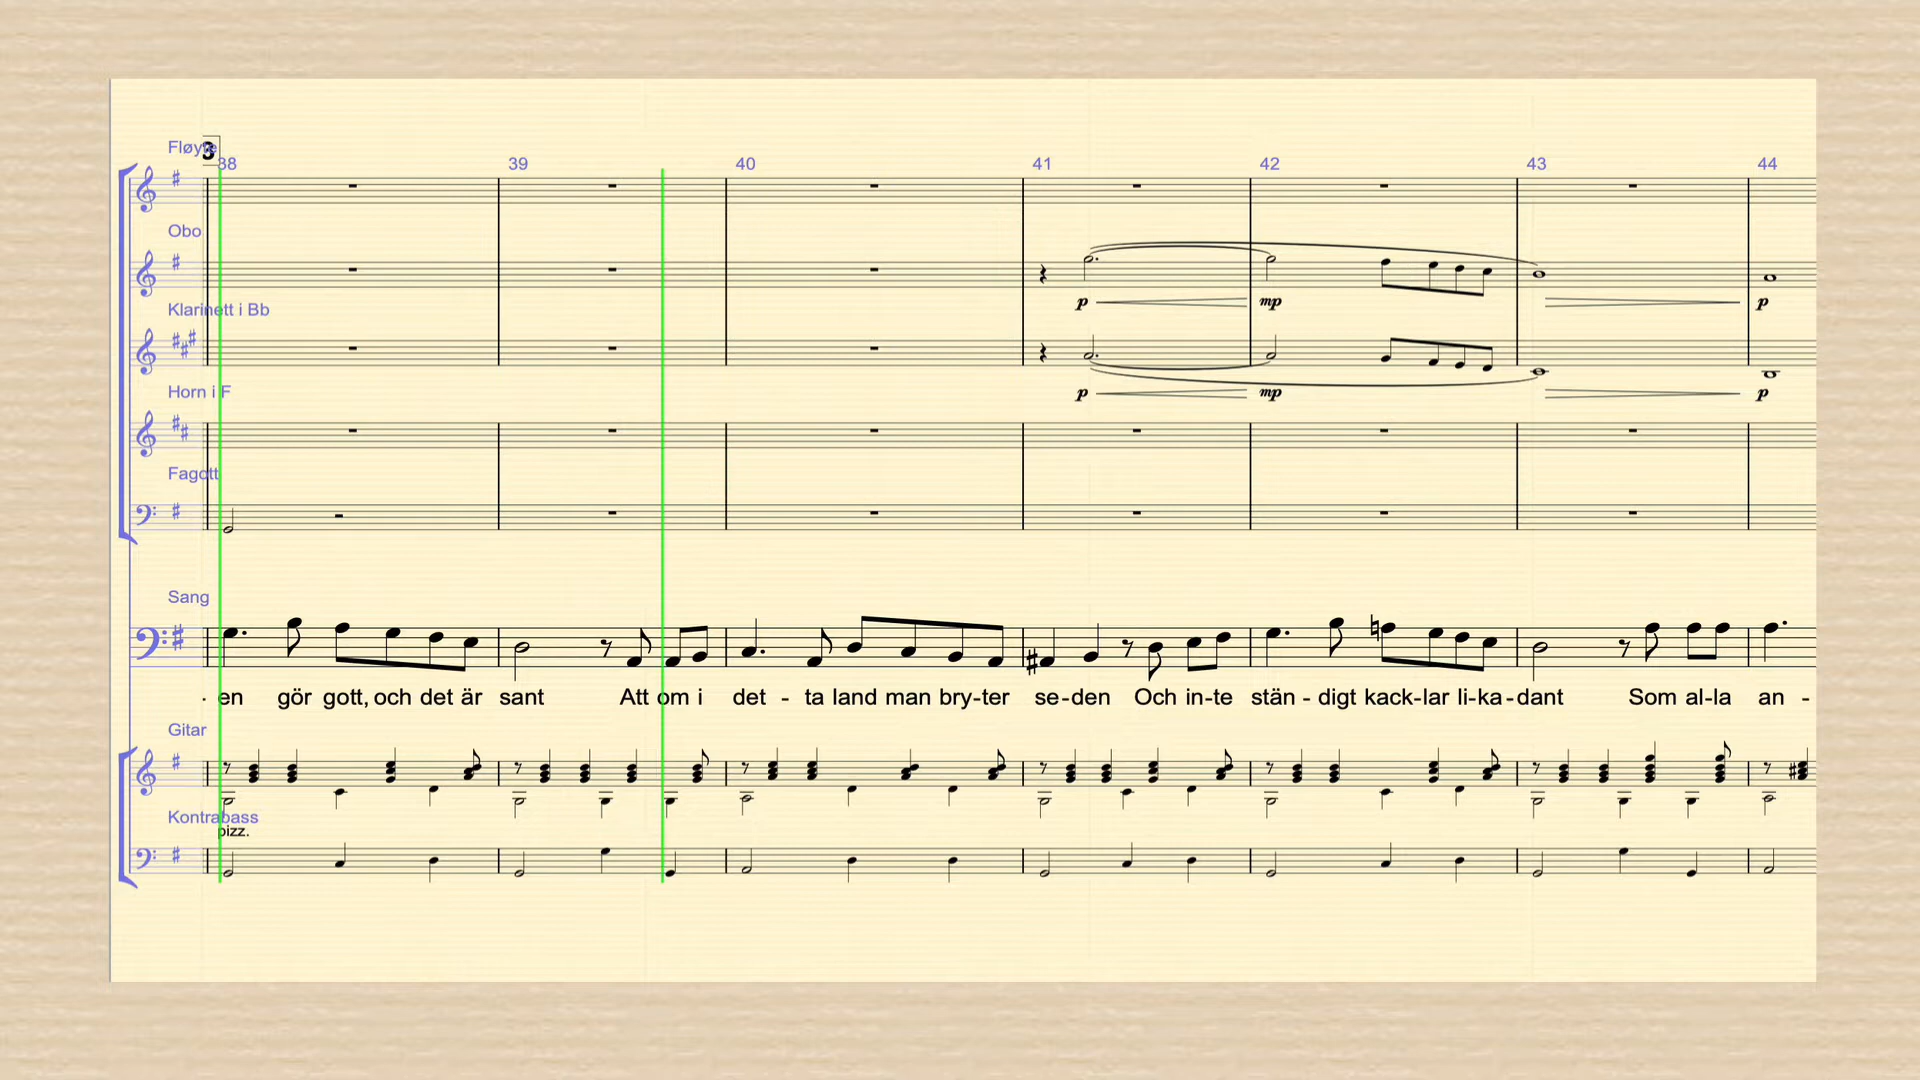 Fløyte
3
38 39 40 41 42 43 44
Obo
p mp p
Klarinett i Bb
p mp p
Horn i F
Fagott
Sang
- en gör gott, och det är sant Att om i det - ta land man bry-ter se-den Och in-te stän - digt kack-lar li-ka-dant Som al-la an -
Gitar
Kontrabass
pizz.